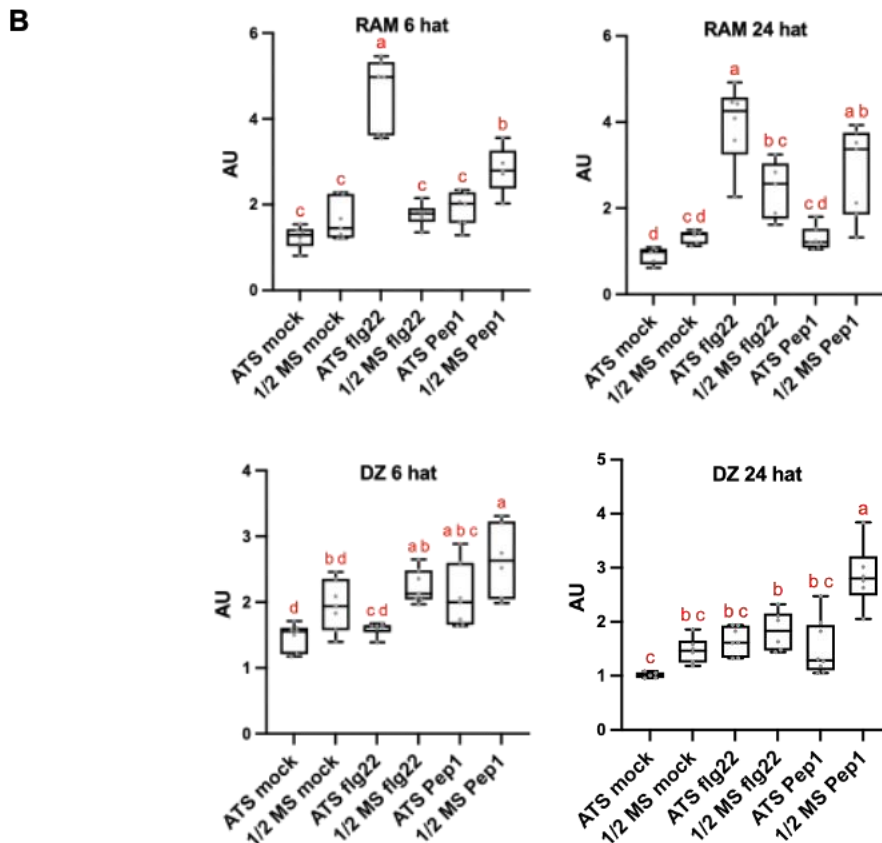 B
RAM 6 hat
AU
6
4
2
0
a
b
c
c
c
c
ATS mock
1/2 MS mock
ATS flg22
1/2 MS flg22
ATS Pep1
1/2 MS Pep1
RAM 24 hat
AU
6
4
2
0
a
a b
b c
c d
c d
d
ATS mock
1/2 MS mock
ATS flg22
1/2 MS flg22
ATS Pep1
1/2 MS Pep1
DZ 6 hat
AU
4
3
2
1
0
d
b d
c d
a b
a b c
a
ATS mock
1/2 MS mock
ATS flg22
1/2 MS flg22
ATS Pep1
1/2 MS Pep1
DZ 24 hat
AU
5
4
3
2
1
0
c
b c
b c
b
b c
a
ATS mock
1/2 MS mock
ATS flg22
1/2 MS flg22
ATS Pep1
1/2 MS Pep1